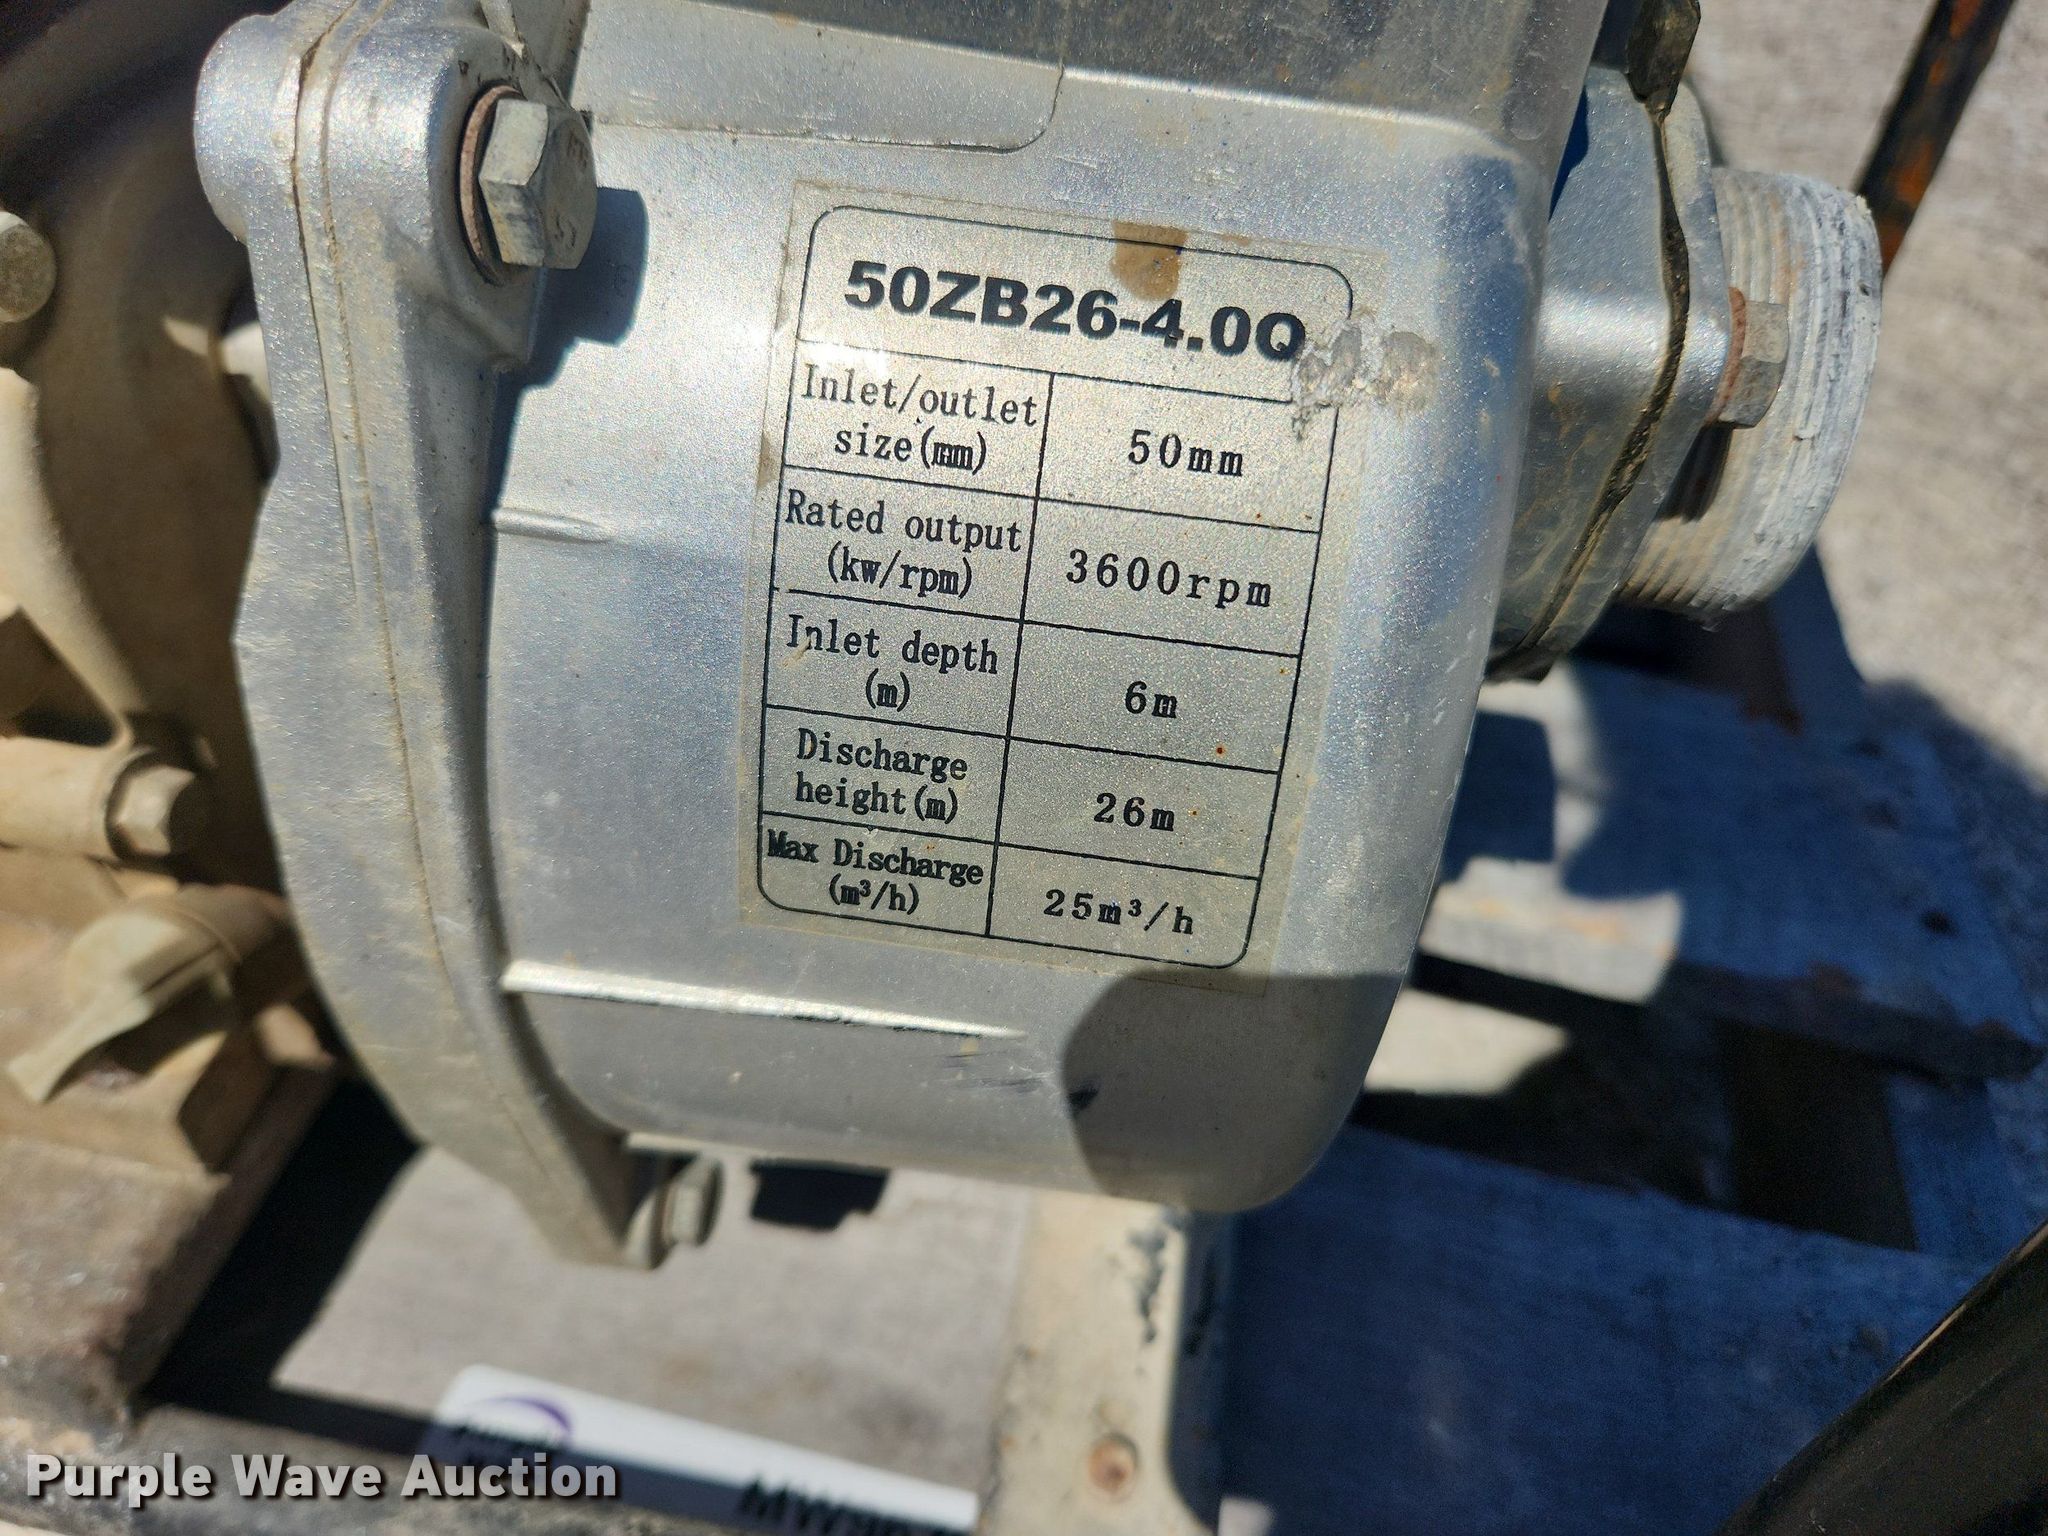 50ZB26-4.0Q
Inlet/outlet
size(mm)
50mm
Rated output
(kw/rpm)
3600rpm
Inlet depth
(m)
6m
Discharge
height(m)
26m
Max Discharge
(m³/h)
25m³/h
Purple Wave Auction